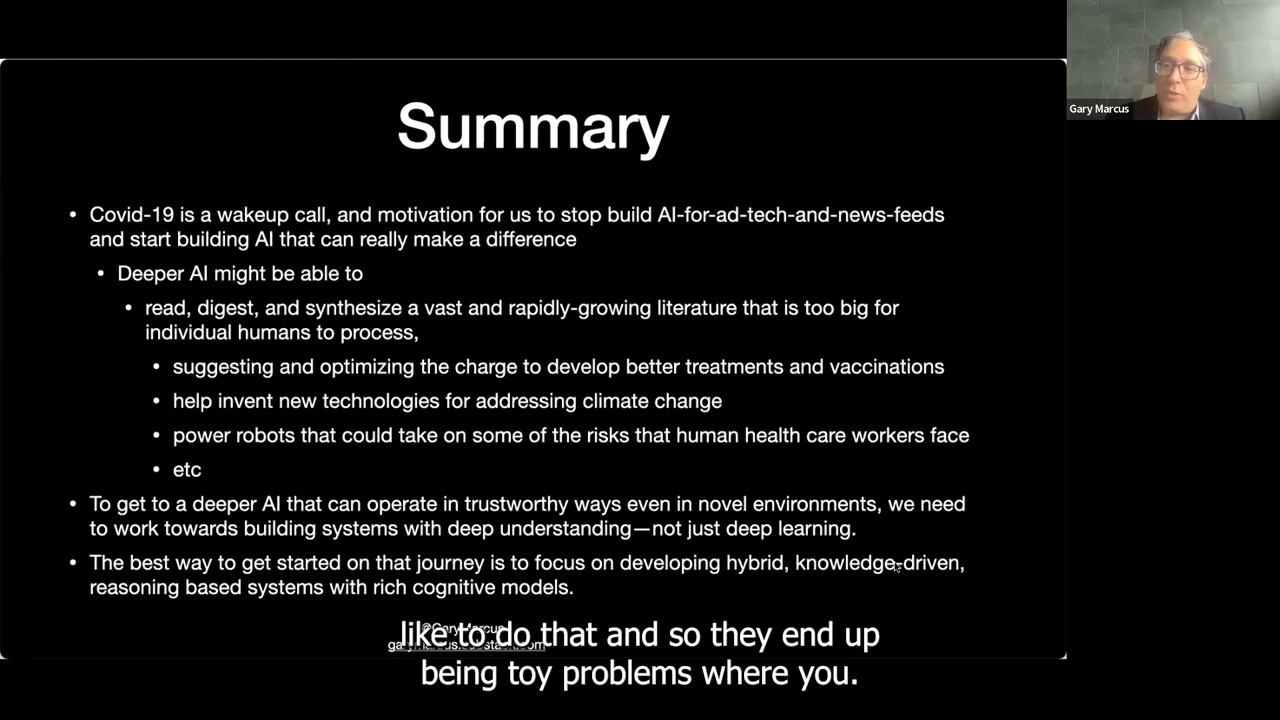 Gary Marcus
Summary
• Covid-19 is a wakeup call, and motivation for us to stop build AI-for-ad-tech-and-news-feeds
and start building AI that can really make a difference
• Deeper AI might be able to
• read, digest, and synthesize a vast and rapidly-growing literature that is too big for
individual humans to process,
• suggesting and optimizing the charge to develop better treatments and vaccinations
• help invent new technologies for addressing climate change
• power robots that could take on some of the risks that human health care workers face
• etc
• To get to a deeper AI that can operate in trustworthy ways even in novel environments, we need
to work towards building systems with deep understanding—not just deep learning.
• The best way to get started on that journey is to focus on developing hybrid, knowledge-driven,
reasoning based systems with rich cognitive models.
@Gary Marcus
like to do that and so they end up
being toy problems where you.